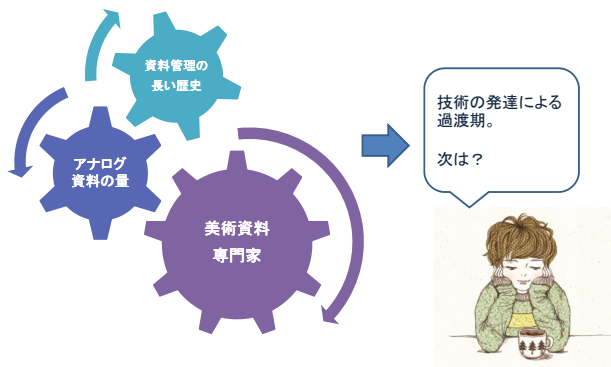 資料管理の
長い歴史
アナログ
資料の量
美術資料
専門家
技術の発達による
過渡期。
次は？